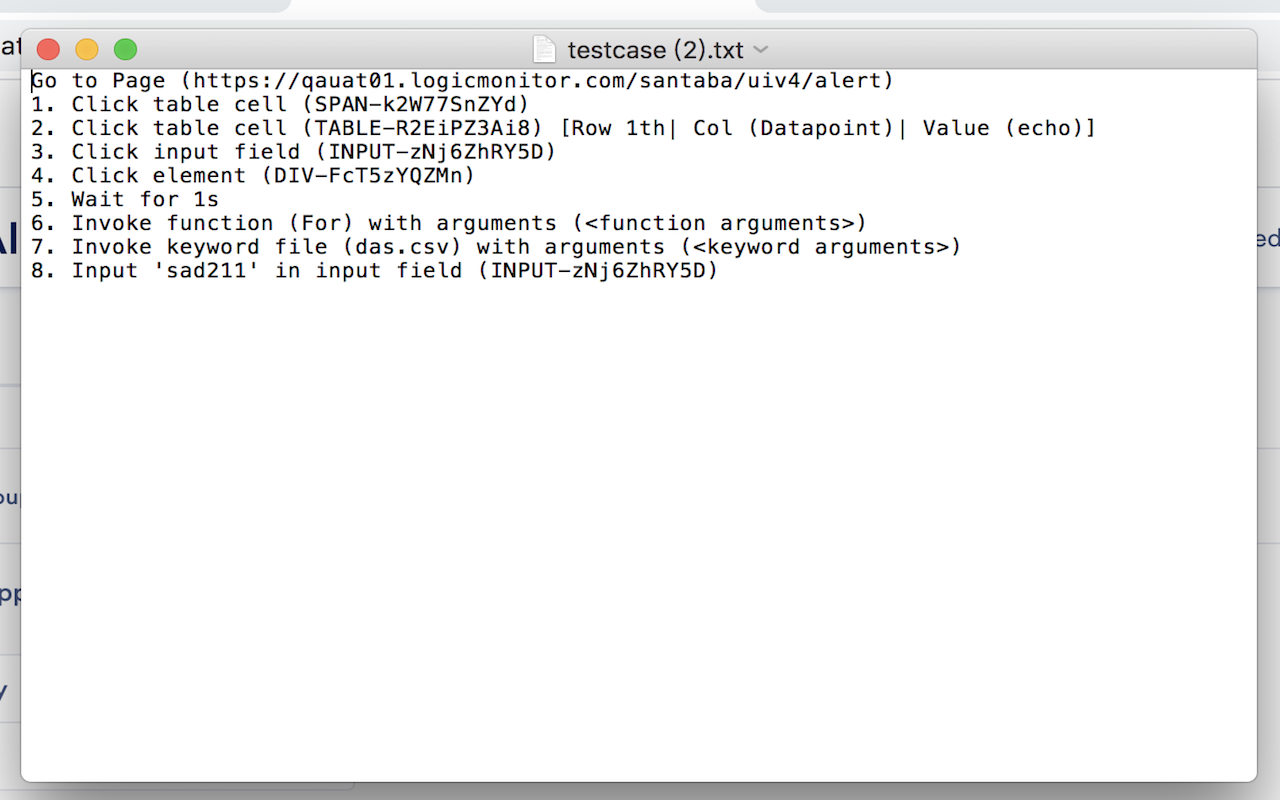 testcase (2).txt
Go to Page (https://qauat01.logicmonitor.com/santaba/uiv4/alert)
1. Click table cell (SPAN-k2W77SnZYd)
2. Click table cell (TABLE-R2EiPZ3Ai8) [Row 1th| Col (Datapoint)| Value (echo)]
3. Click input field (INPUT-zNj6ZhRY5D)
4. Click element (DIV-FcT5zYQZMn)
5. Wait for 1s
6. Invoke function (For) with arguments (<function arguments>)
7. Invoke keyword file (das.csv) with arguments (<keyword arguments>)
8. Input 'sad211' in input field (INPUT-zNj6ZhRY5D)